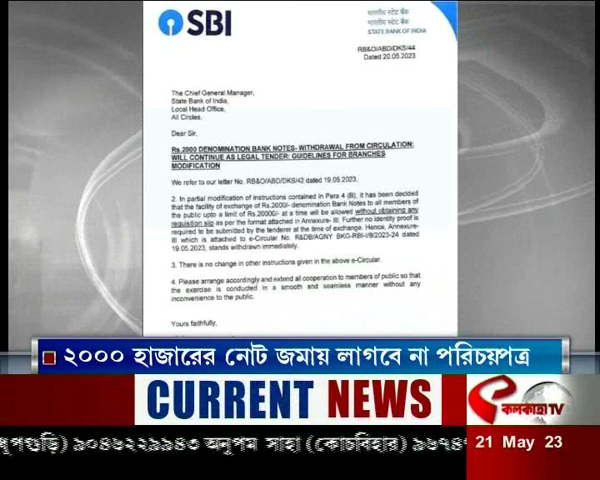 SBI
भारतीय स्टेट बैंक
भारतीय स्टेट बँक
STATE BANK OF INDIA
RB&O/ABD/DKS/44
Dated 20.05.2023
The Chief General Manager,
State Bank of India,
Local Head Office,
All Circles.
Dear Sir,
Rs.2000 DENOMINATION BANK NOTES- WITHDRAWAL FROM CIRCULATION:
WILL CONTINUE AS LEGAL TENDER: GUIDELINES FOR BRANCHES
MODIFICATION
We refer to our letter No. RB&O/ABD/DKS/42 dated 19.05.2023.
2. In partial modification of instructions contained in Para 4 (B), it has been decided
that the facility of exchange of Rs.2000/- denomination Bank Notes to all members of
the public upto a limit of Rs.20000/- at a time will be allowed without obtaining any
requisition slip as per the format attached in Annexure- III. Further no identity proof is
required to be submitted by the tenderer at the time of exchange. Hence, Annexure-
III which is attached to e-Circular No. R&DB/AGNY BKG-RBI-I/8/2023-24 dated
19.05.2023, stands withdrawn immediately.
3. There is no change in other instructions given in the above e-Circular.
4. Please arrange accordingly and extend all cooperation to members of public so that
the exercise is conducted in a smooth and seamless manner without any
inconvenience to the public.
Yours faithfully,
২০০০ হাজারের নোট জমায় লাগবে না পরিচয়পত্র
CURRENT NEWS
কলকাতা TV
ধূপগুড়ি) ৯০৪৬২২৯৯৪৩ অনুপম সাহা (কোচবিহার) ৯৬৭৪
21 May 23